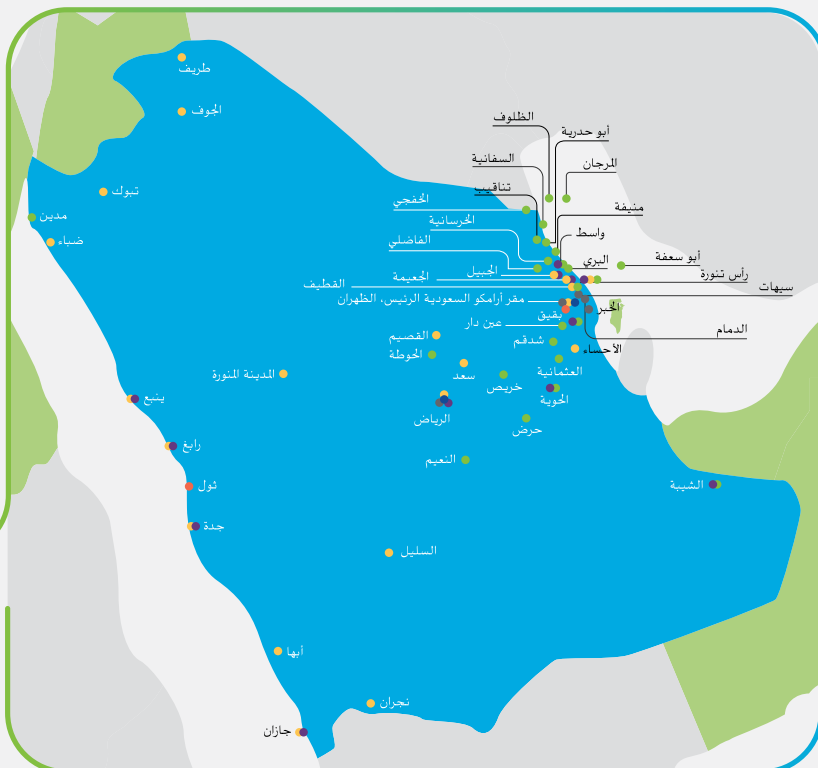 طريف
الجوف
الظلوف
أبو حدرية
السفانية
المرجان
تناقيب
تبوك
الخفجي
منيفة
مدين
الخرسانية
واسط
ضباء
الفاضلي
أبو سعفة
البري
رأس تنورة
الجبيل
الجعيمة
القطيف
سيهات
مقر أرامكو السعودية الرئيس، الظهران
الخبر
بقيق
عين دار
الدمام
القصيم
شدقم
الأحساء
الحوطة
العثمانية
المدينة المنورة
سعد
خريص
الحوية
ينبع
الرياض
حرض
رابغ
النعيم
ثول
الشيبة
جدة
السليل
أبها
نجران
جازان